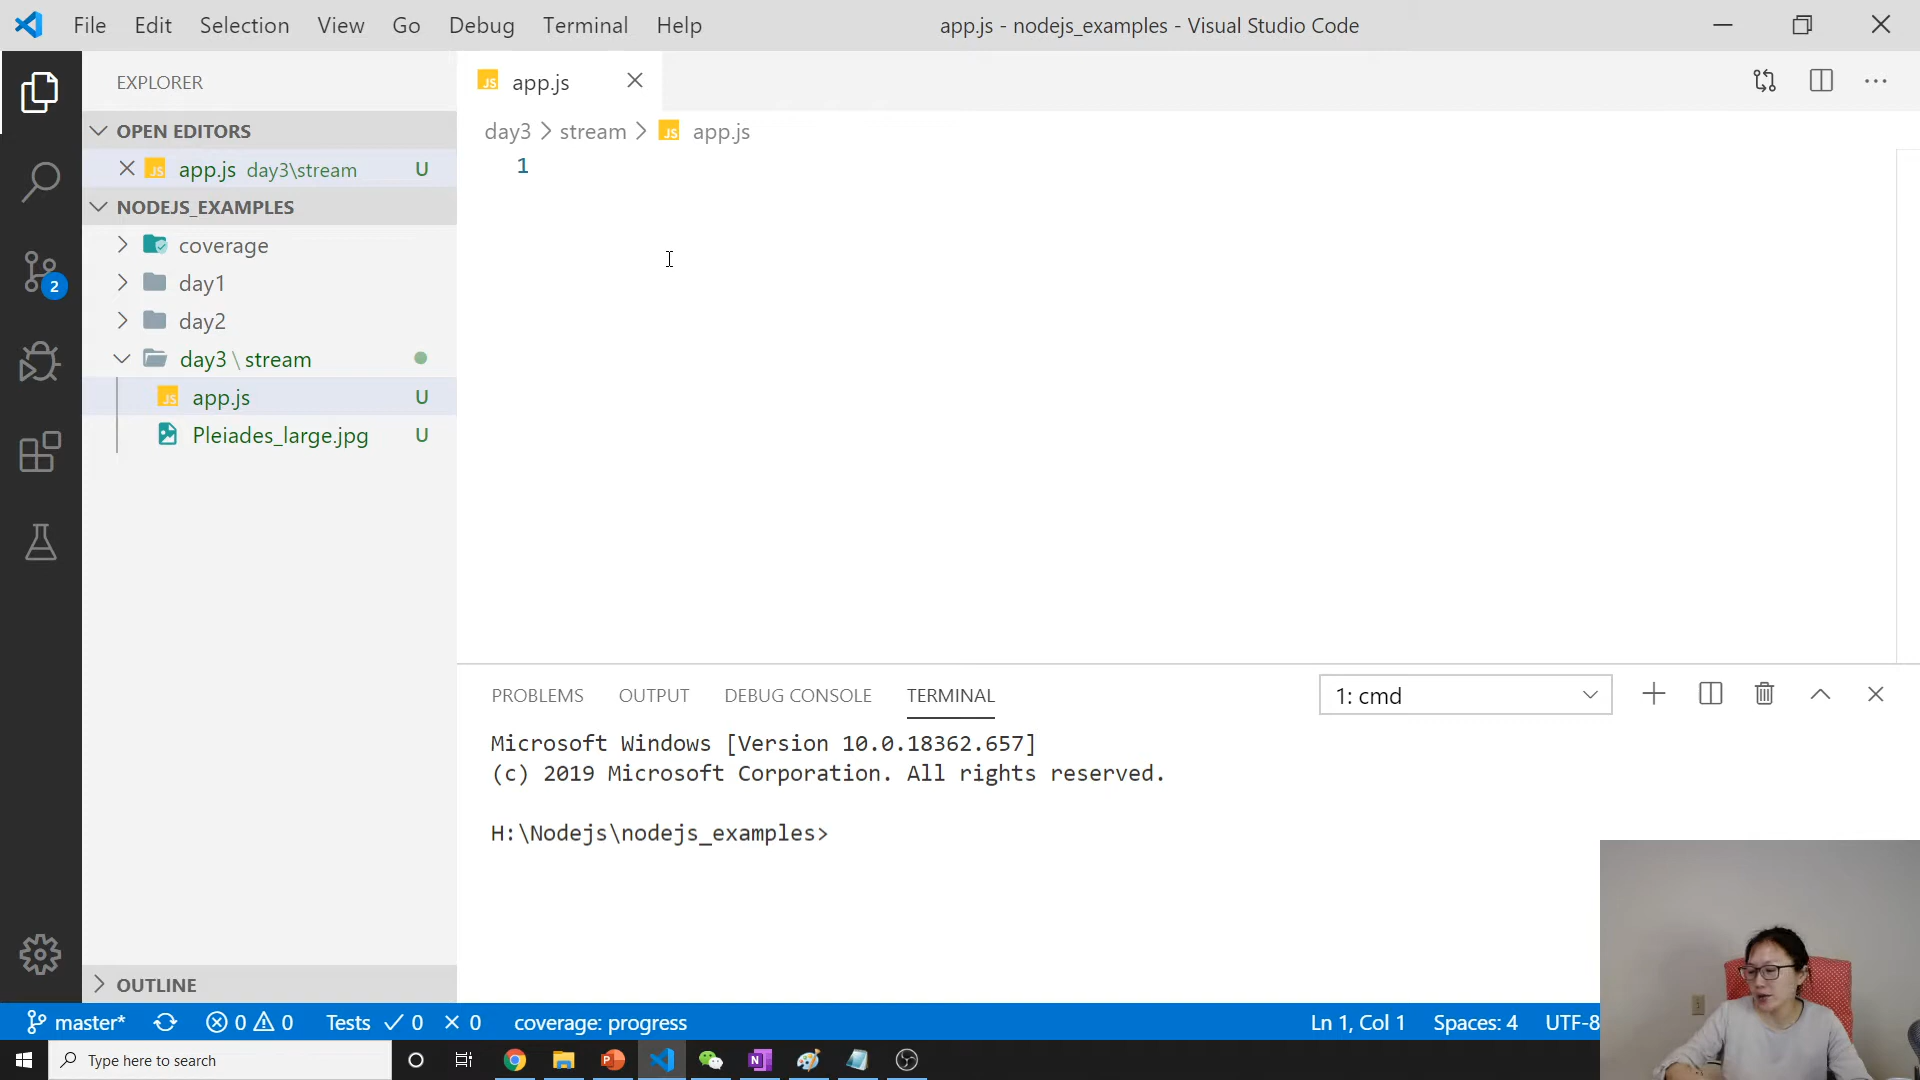 File Edit Selection View Go Debug Terminal Help
app.js - nodejs_examples - Visual Studio Code
EXPLORER
JS app.js
OPEN EDITORS
day3 > stream > JS app.js
JS app.js day3\stream U
1
NODEJS_EXAMPLES
coverage
day1
2
day2
day3 \ stream
JS app.js U
Pleiades_large.jpg U
PROBLEMS OUTPUT DEBUG CONSOLE TERMINAL
1: cmd
Microsoft Windows [Version 10.0.18362.657]
(c) 2019 Microsoft Corporation. All rights reserved.
H:\Nodejs\nodejs_examples>
OUTLINE
master* 0 0 Tests 0 0 coverage: progress
Ln 1, Col 1 Spaces: 4 UTF-8
Type here to search